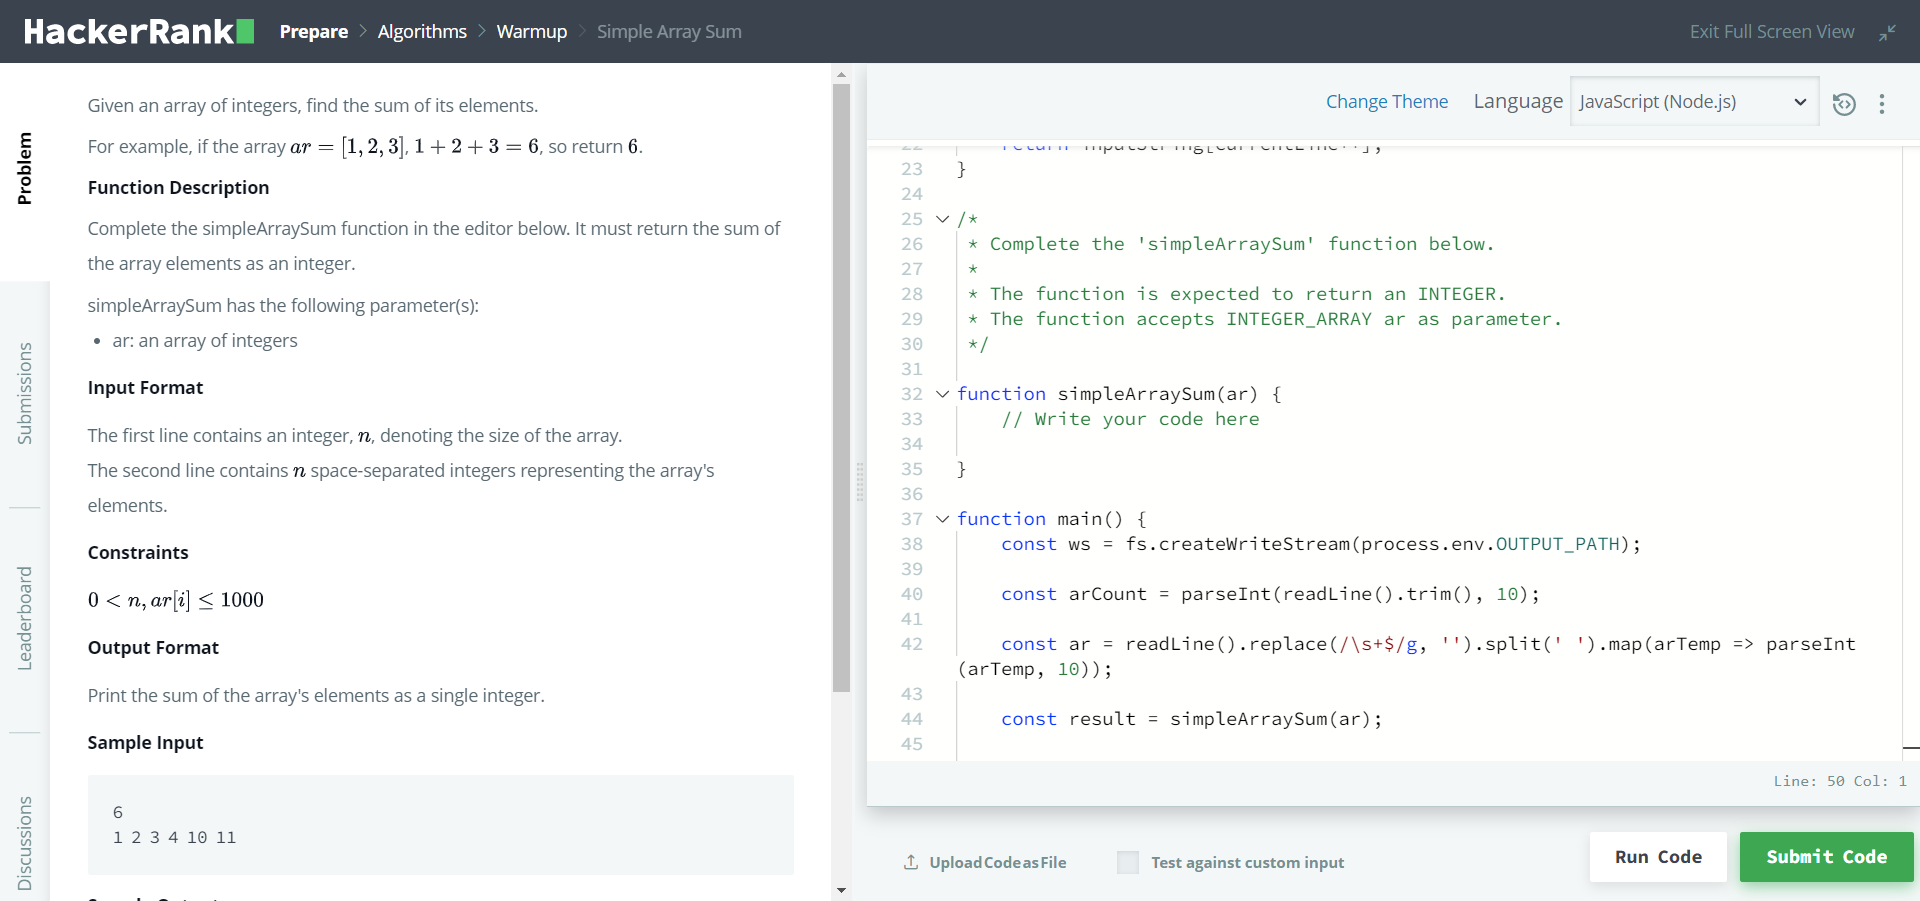 HackerRank Prepare > Algorithms > Warmup > Simple Array Sum
Exit Full Screen View
Problem
Submissions
Leaderboard
Discussions
Given an array of integers, find the sum of its elements.
For example, if the array ar = [1, 2, 3], 1 + 2 + 3 = 6, so return 6.
Function Description
Complete the simpleArraySum function in the editor below. It must return the sum of
the array elements as an integer.
simpleArraySum has the following parameter(s):
• ar: an array of integers
Input Format
The first line contains an integer, n, denoting the size of the array.
The second line contains n space-separated integers representing the array's
elements.
Constraints
0 < n, ar[i] ≤ 1000
Output Format
Print the sum of the array's elements as a single integer.
Sample Input
6
1 2 3 4 10 11
Change Theme Language JavaScript (Node.js)
22 return inputString[currentLine++];
23 }
24
25 /*
26 * Complete the 'simpleArraySum' function below.
27 *
28 * The function is expected to return an INTEGER.
29 * The function accepts INTEGER_ARRAY ar as parameter.
30 */
31
32 function simpleArraySum(ar) {
33 // Write your code here
34
35 }
36
37 function main() {
38 const ws = fs.createWriteStream(process.env.OUTPUT_PATH);
39
40 const arCount = parseInt(readLine().trim(), 10);
41
42 const ar = readLine().replace(/\s+$/g, '').split(' ').map(arTemp => parseInt
(arTemp, 10));
43
44 const result = simpleArraySum(ar);
45
Line: 50 Col: 1
Upload Code as File
Test against custom input
Run Code
Submit Code